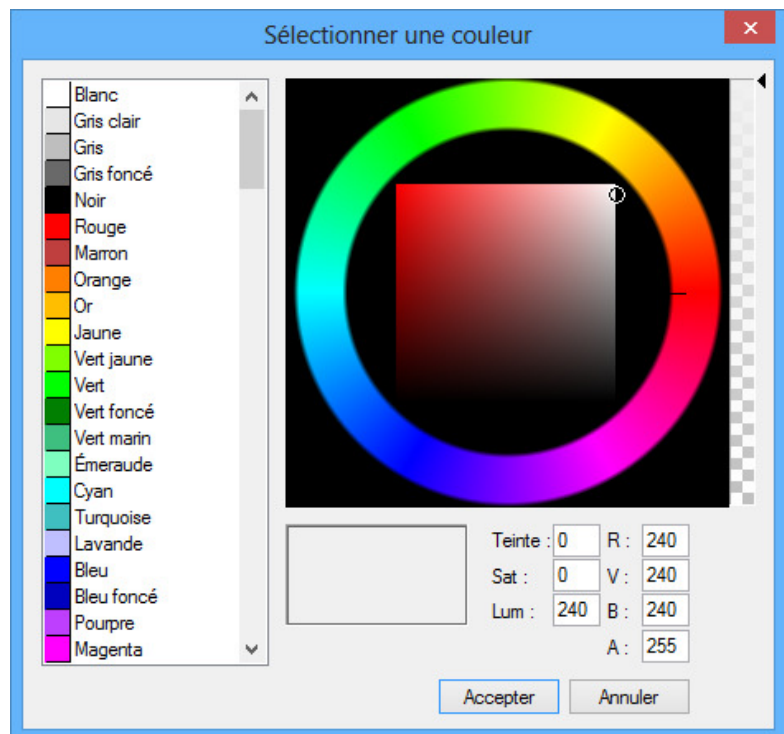 Sélectionner une couleur
Blanc
Gris clair
Gris
Gris foncé
Noir
Rouge
Marron
Orange
Or
Jaune
Vert jaune
Vert
Vert foncé
Vert marin
Émeraude
Cyan
Turquoise
Lavande
Bleu
Bleu foncé
Pourpre
Magenta
Teinte : 0 R : 240
Sat : 0 V : 240
Lum : 240 B : 240
A : 255
Accepter Annuler